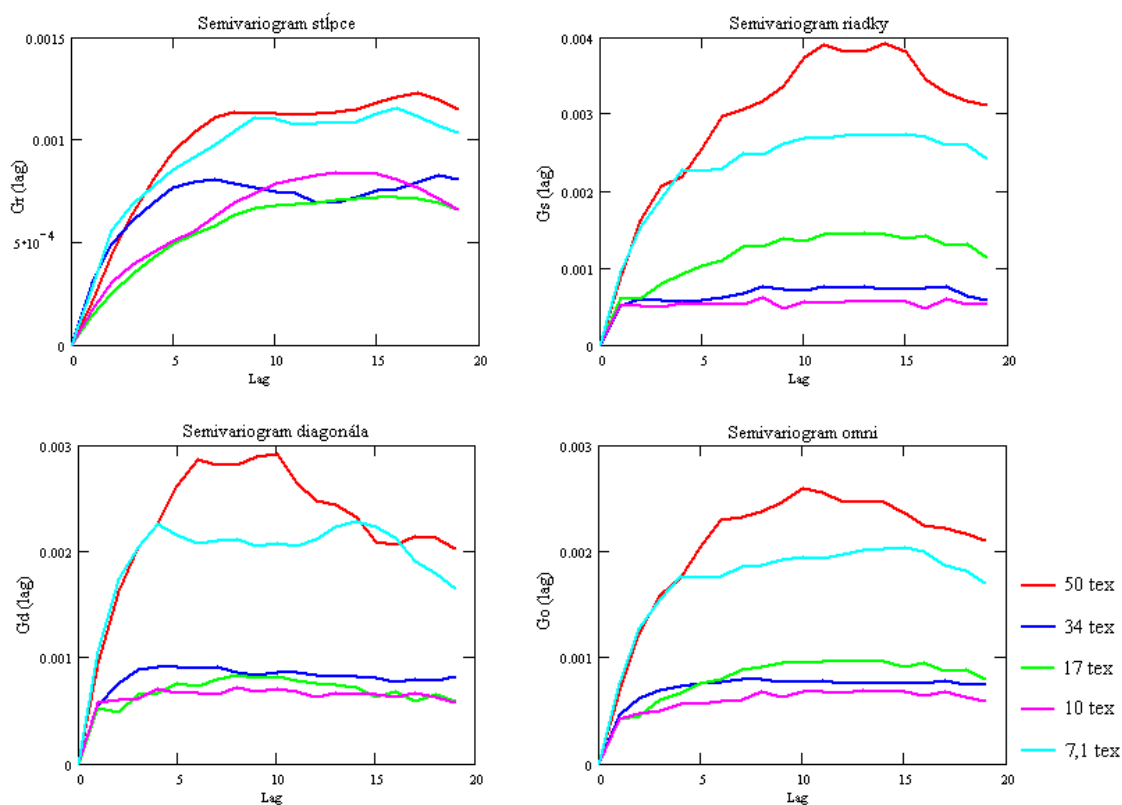 Semivariogram stĺpce
0.0015
0.001
5•10⁻⁴
0
Gr (lag)
0 5 10 15 20
Lag
Semivariogram riadky
0.004
0.003
0.002
0.001
0
Gs (lag)
0 5 10 15 20
Lag
Semivariogram diagonála
0.003
0.002
0.001
0
Gd (lag)
0 5 10 15 20
Lag
Semivariogram omni
0.003
0.002
0.001
0
Go (lag)
0 5 10 15 20
Lag
50 tex
34 tex
17 tex
10 tex
7,1 tex